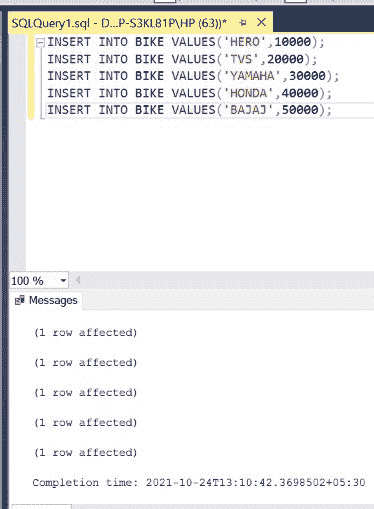 SQLQuery1.sql - D...P-S3KL81P\HP (63))*
INSERT INTO BIKE VALUES('HERO',10000);
INSERT INTO BIKE VALUES('TVS',20000);
INSERT INTO BIKE VALUES('YAMAHA',30000);
INSERT INTO BIKE VALUES('HONDA',40000);
INSERT INTO BIKE VALUES('BAJAJ',50000);
100 %
Messages
(1 row affected)
(1 row affected)
(1 row affected)
(1 row affected)
(1 row affected)
Completion time: 2021-10-24T13:10:42.3698502+05:30